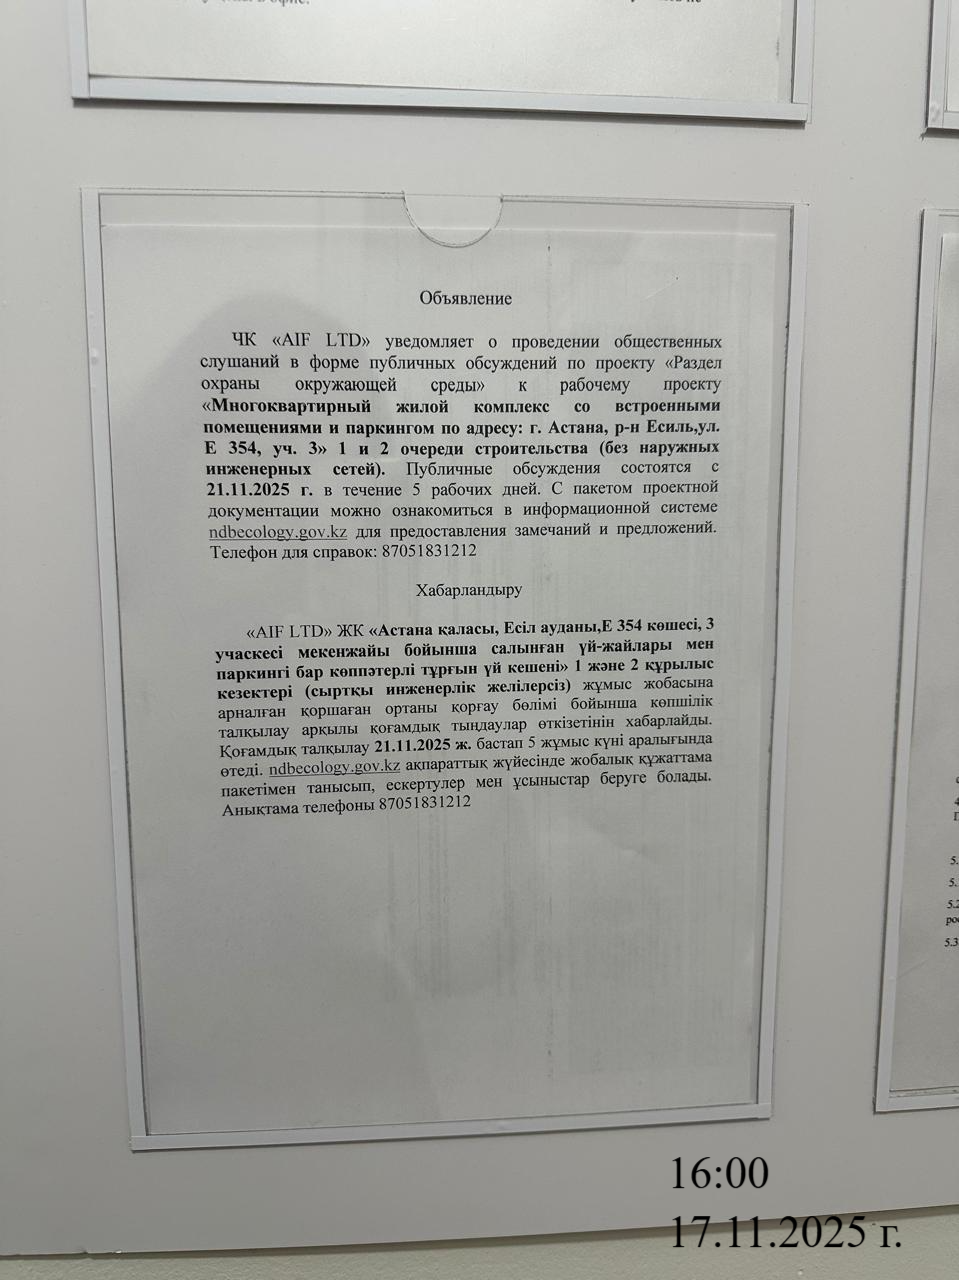 Объявление
ЧК «AIF LTD» уведомляет о проведении общественных
слушаний в форме публичных обсуждений по проекту «Раздел
охраны окружающей среды» к рабочему проекту
«Многоквартирный жилой комплекс со встроенными
помещениями и паркингом по адресу: г. Астана, р-н Есиль,ул.
Е 354, уч. 3» 1 и 2 очереди строительства (без наружных
инженерных сетей). Публичные обсуждения состоятся с
21.11.2025 г. в течение 5 рабочих дней. С пакетом проектной
документации можно ознакомиться в информационной системе
ndbecology.gov.kz для предоставления замечаний и предложений.
Телефон для справок: 87051831212
Хабарландыру
«AIF LTD» ЖК «Астана қаласы, Есіл ауданы,Е 354 көшесі, 3
учаскесі мекенжайы бойынша салынған үй-жайлары мен
паркингі бар көппәтерлі тұрғын үй кешені» 1 және 2 құрылыс
кезектері (сыртқы инженерлік желілерсіз) жұмыс жобасына
арналған қоршаған ортаны қорғау бөлімі бойынша көпшілік
талқылау арқылы қоғамдық тыңдаулар өткізетінін хабарлайды.
Қоғамдық талқылау 21.11.2025 ж. бастап 5 жұмыс күні аралығында
өтеді. ndbecology.gov.kz ақпараттық жүйесінде жобалық құжаттама
пакетімен танысып, ескертулер мен ұсыныстар беруге болады.
Анықтама телефоны 87051831212
5.
5.
5.2
5.3
16:00
17.11.2025 г.